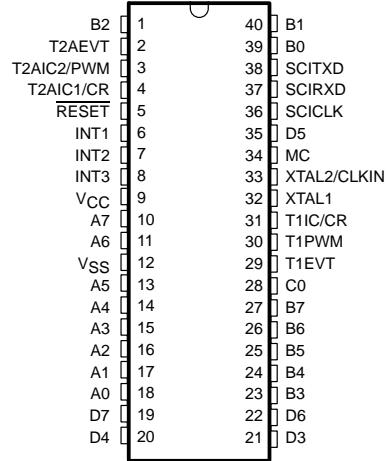 B2 1 40 B1
T2AEVT 2 39 B0
T2AIC2/PWM 3 38 SCITXD
T2AIC1/CR 4 37 SCIRXD
RESET 5 36 SCICLK
INT1 6 35 D5
INT2 7 34 MC
INT3 8 33 XTAL2/CLKIN
VCC 9 32 XTAL1
A7 10 31 T1IC/CR
A6 11 30 T1PWM
VSS 12 29 T1EVT
A5 13 28 C0
A4 14 27 B7
A3 15 26 B6
A2 16 25 B5
A1 17 24 B4
A0 18 23 B3
D7 19 22 D6
D4 20 21 D3